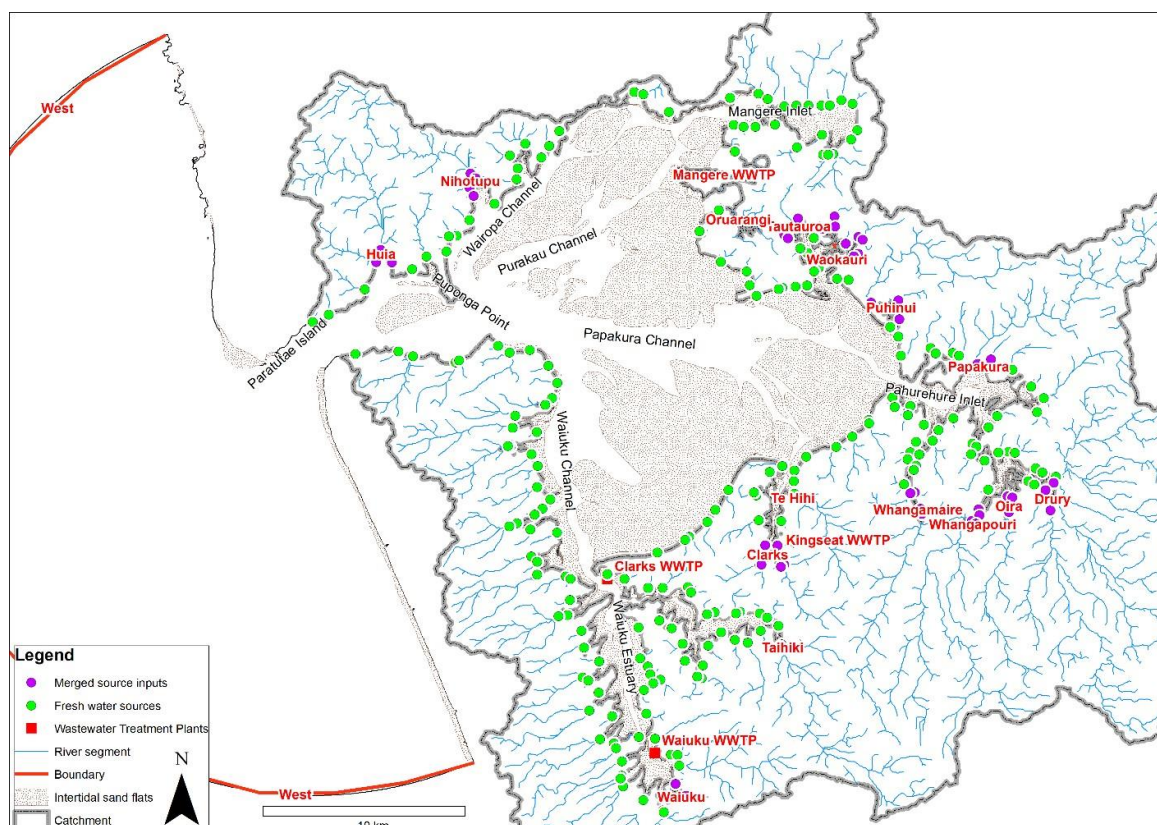 West
Mangere Inlet
Mangere WWTP
Nihotupu
Wairopa Channel
Oruarangi
Tautauroa
Waokauri
Purakau Channel
Huia
Puponga Point
Puhinui
Paratutae Island
Papakura Channel
Papakura
Pahurehure Inlet
Waiuku Channel
Te Hihi
Whangamaire
Whangapouri
Oira
Drury
Kingseat WWTP
Clarks
Clarks WWTP
Waiuku Estuary
Taihiki
Waiuku WWTP
Waiuku
West
Legend
Merged source inputs
Fresh water sources
Wastewater Treatment Plants
River segment
Boundary
Intertidal sand flats
Catchment
N